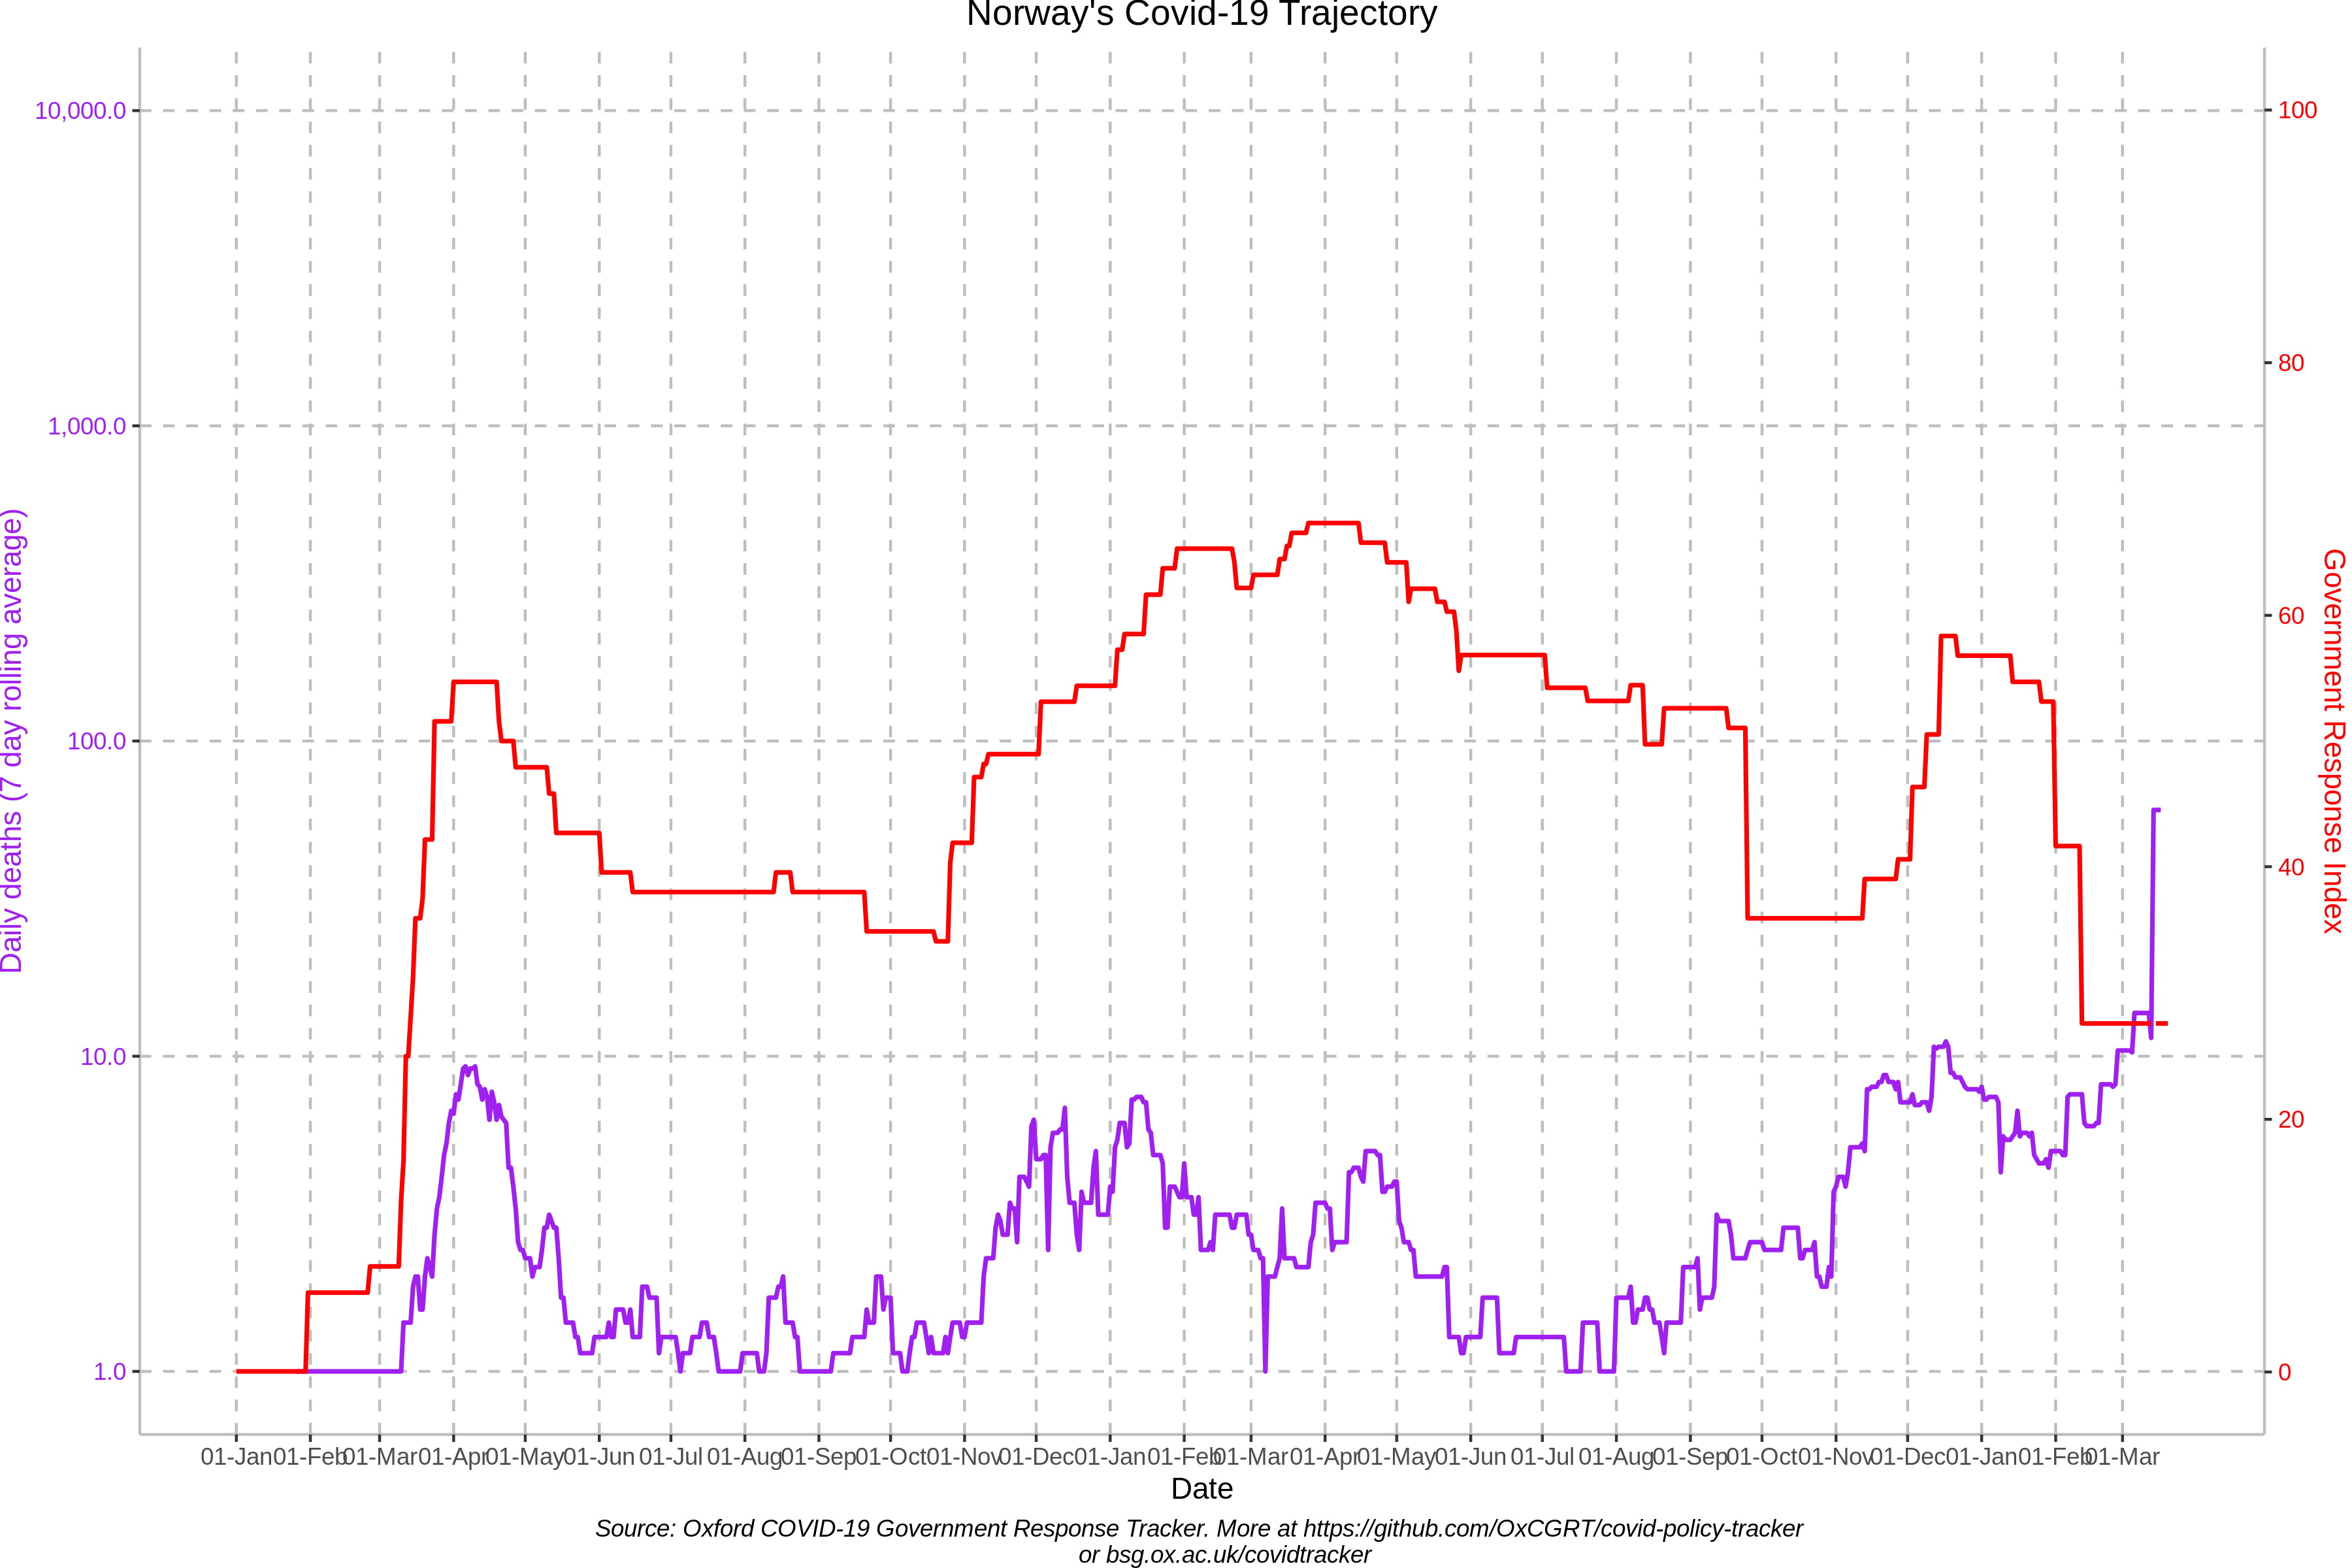 Norway's Covid-19 Trajectory
10,000.0
1,000.0
100.0
10.0
1.0
Daily deaths (7 day rolling average)
100
80
60
40
20
0
Government Response Index
01-Jan 01-Feb 01-Mar 01-Apr 01-May 01-Jun 01-Jul 01-Aug 01-Sep 01-Oct 01-Nov 01-Dec 01-Jan 01-Feb 01-Mar 01-Apr 01-May 01-Jun 01-Jul 01-Aug 01-Sep 01-Oct 01-Nov 01-Dec 01-Jan 01-Feb 01-Mar
Date
Source: Oxford COVID-19 Government Response Tracker. More at https://github.com/OxCGRT/covid-policy-tracker
or bsg.ox.ac.uk/covidtracker